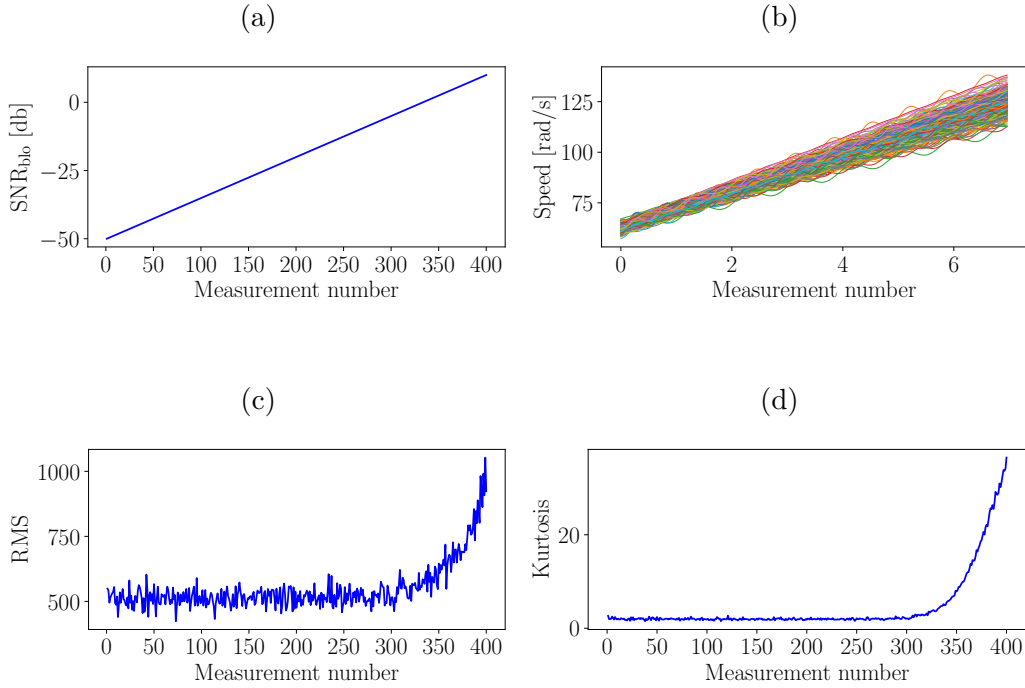 (a)
SNR_blo [db]
0
−25
−50
0 50 100 150 200 250 300 350 400
Measurement number
(b)
Speed [rad/s]
125
100
75
0 2 4 6
Measurement number
(c)
RMS
1000
750
500
0 50 100 150 200 250 300 350 400
Measurement number
(d)
Kurtosis
20
0
0 50 100 150 200 250 300 350 400
Measurement number